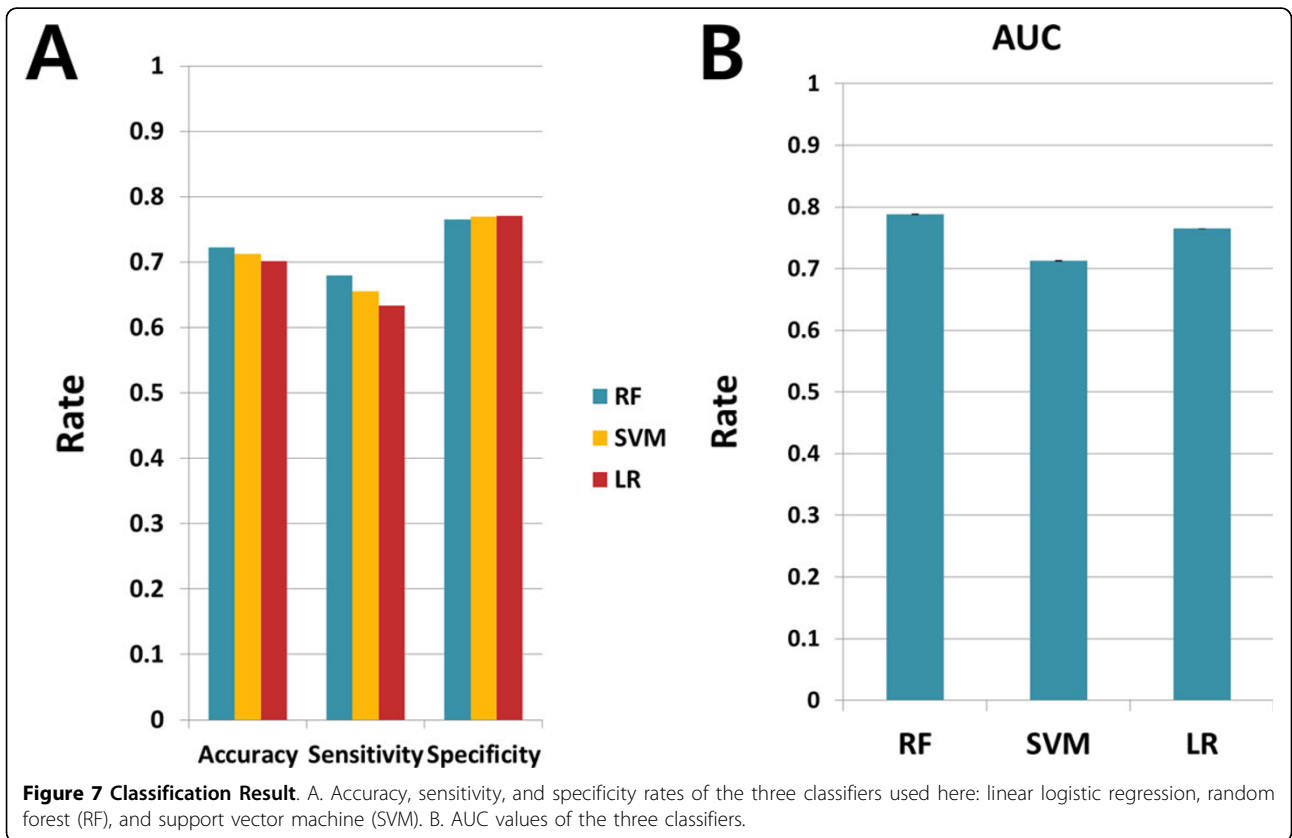 A
1
0.9
0.8
0.7
0.6
0.5
0.4
0.3
0.2
0.1
0
Rate
Accuracy Sensitivity Specificity
RF
SVM
LR
B
AUC
1
0.9
0.8
0.7
0.6
0.5
0.4
0.3
0.2
0.1
0
Rate
RF SVM LR
Figure 7 Classification Result. A. Accuracy, sensitivity, and specificity rates of the three classifiers used here: linear logistic regression, random
forest (RF), and support vector machine (SVM). B. AUC values of the three classifiers.